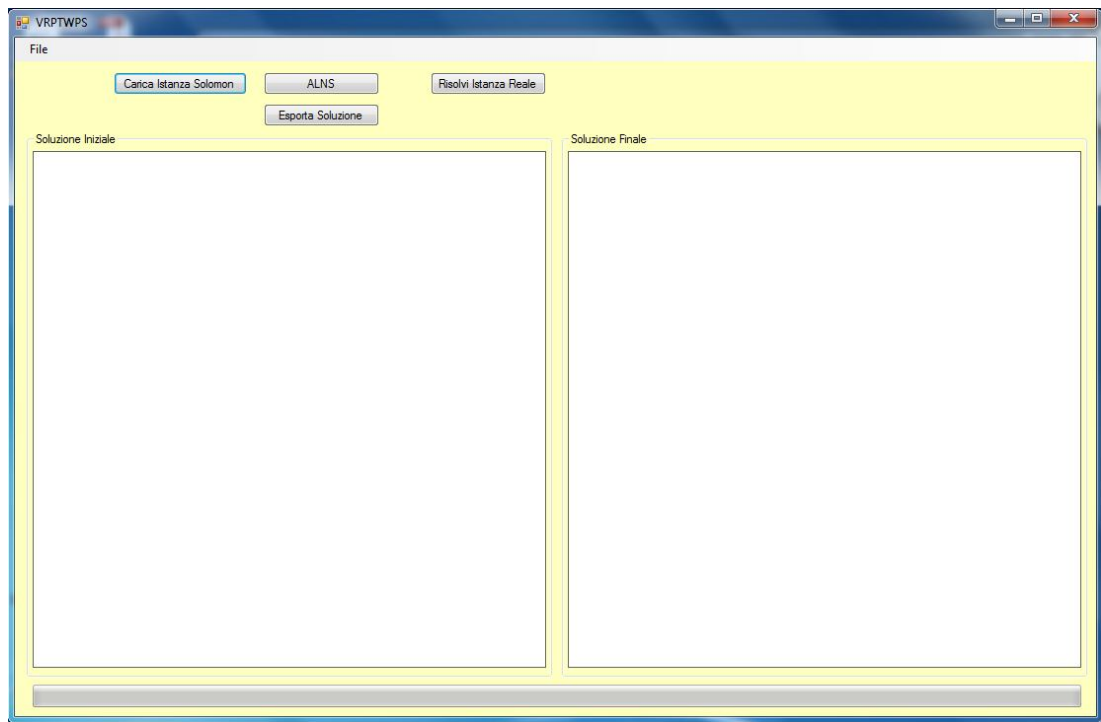 VRPTWPS
File
Carica Istanza Solomon ALNS Risolvi Istanza Reale
Esporta Soluzione
Soluzione Iniziale Soluzione Finale